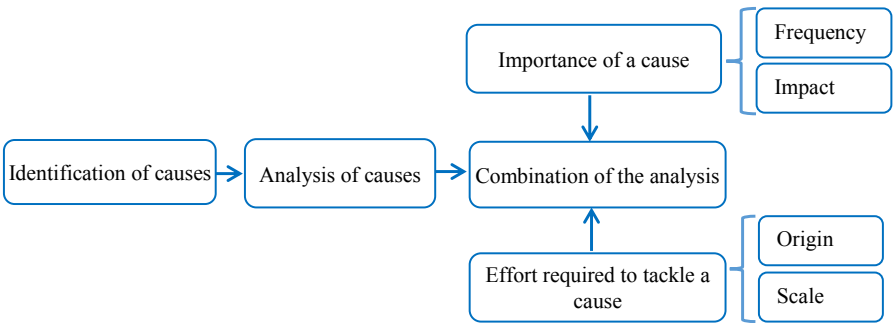 Frequency
Importance of a cause
Impact
Identification of causes
Analysis of causes
Combination of the analysis
Origin
Effort required to tackle a
cause
Scale